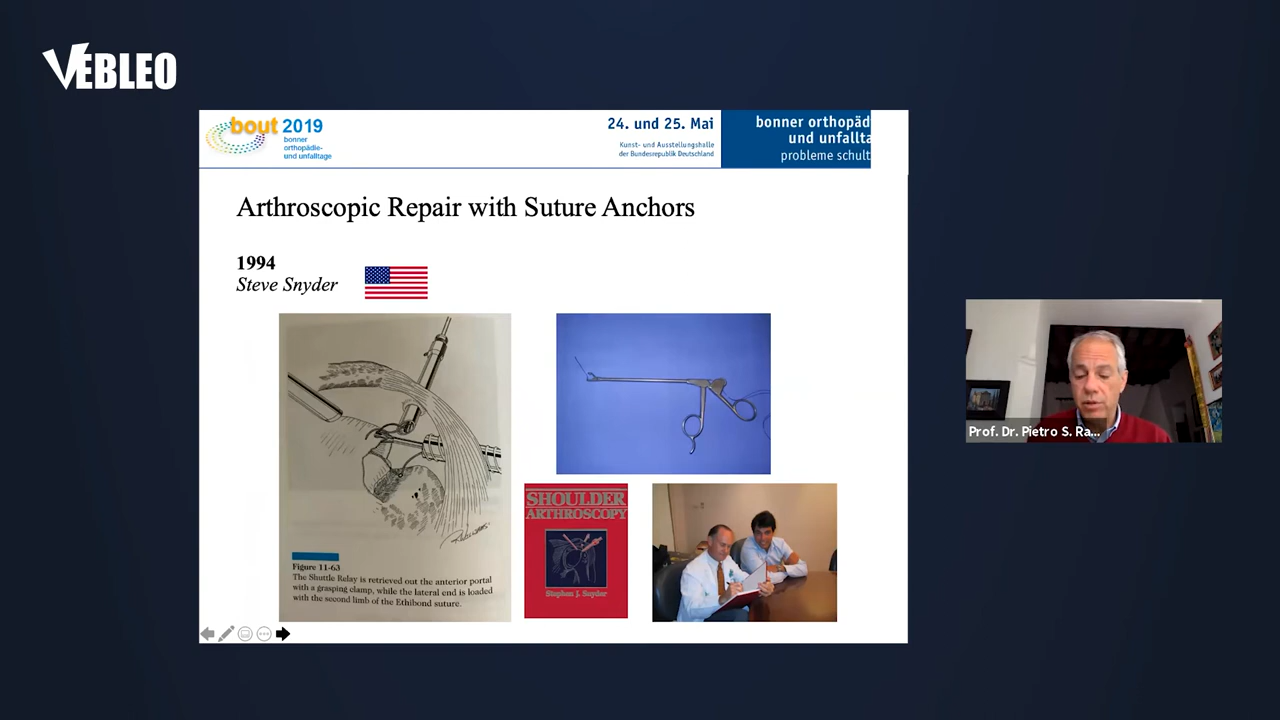 VEBLEO
bout 2019
bonner
orthopädie-
und unfalltage
24. und 25. Mai
Kunst- und Ausstellungshalle
der Bundesrepublik Deutschland
bonner orthopäd
und unfallta
probleme schult
Arthroscopic Repair with Suture Anchors
1994
Steve Snyder
Figure 11-63
The Shuttle Relay is retrieved out the anterior portal
with a grasping clamp, while the lateral end is loaded
with the second limb of the Ethibond suture.
SHOULDER
ARTHROSCOPY
Stephen J. Snyder
Prof. Dr. Pietro S. Ra...